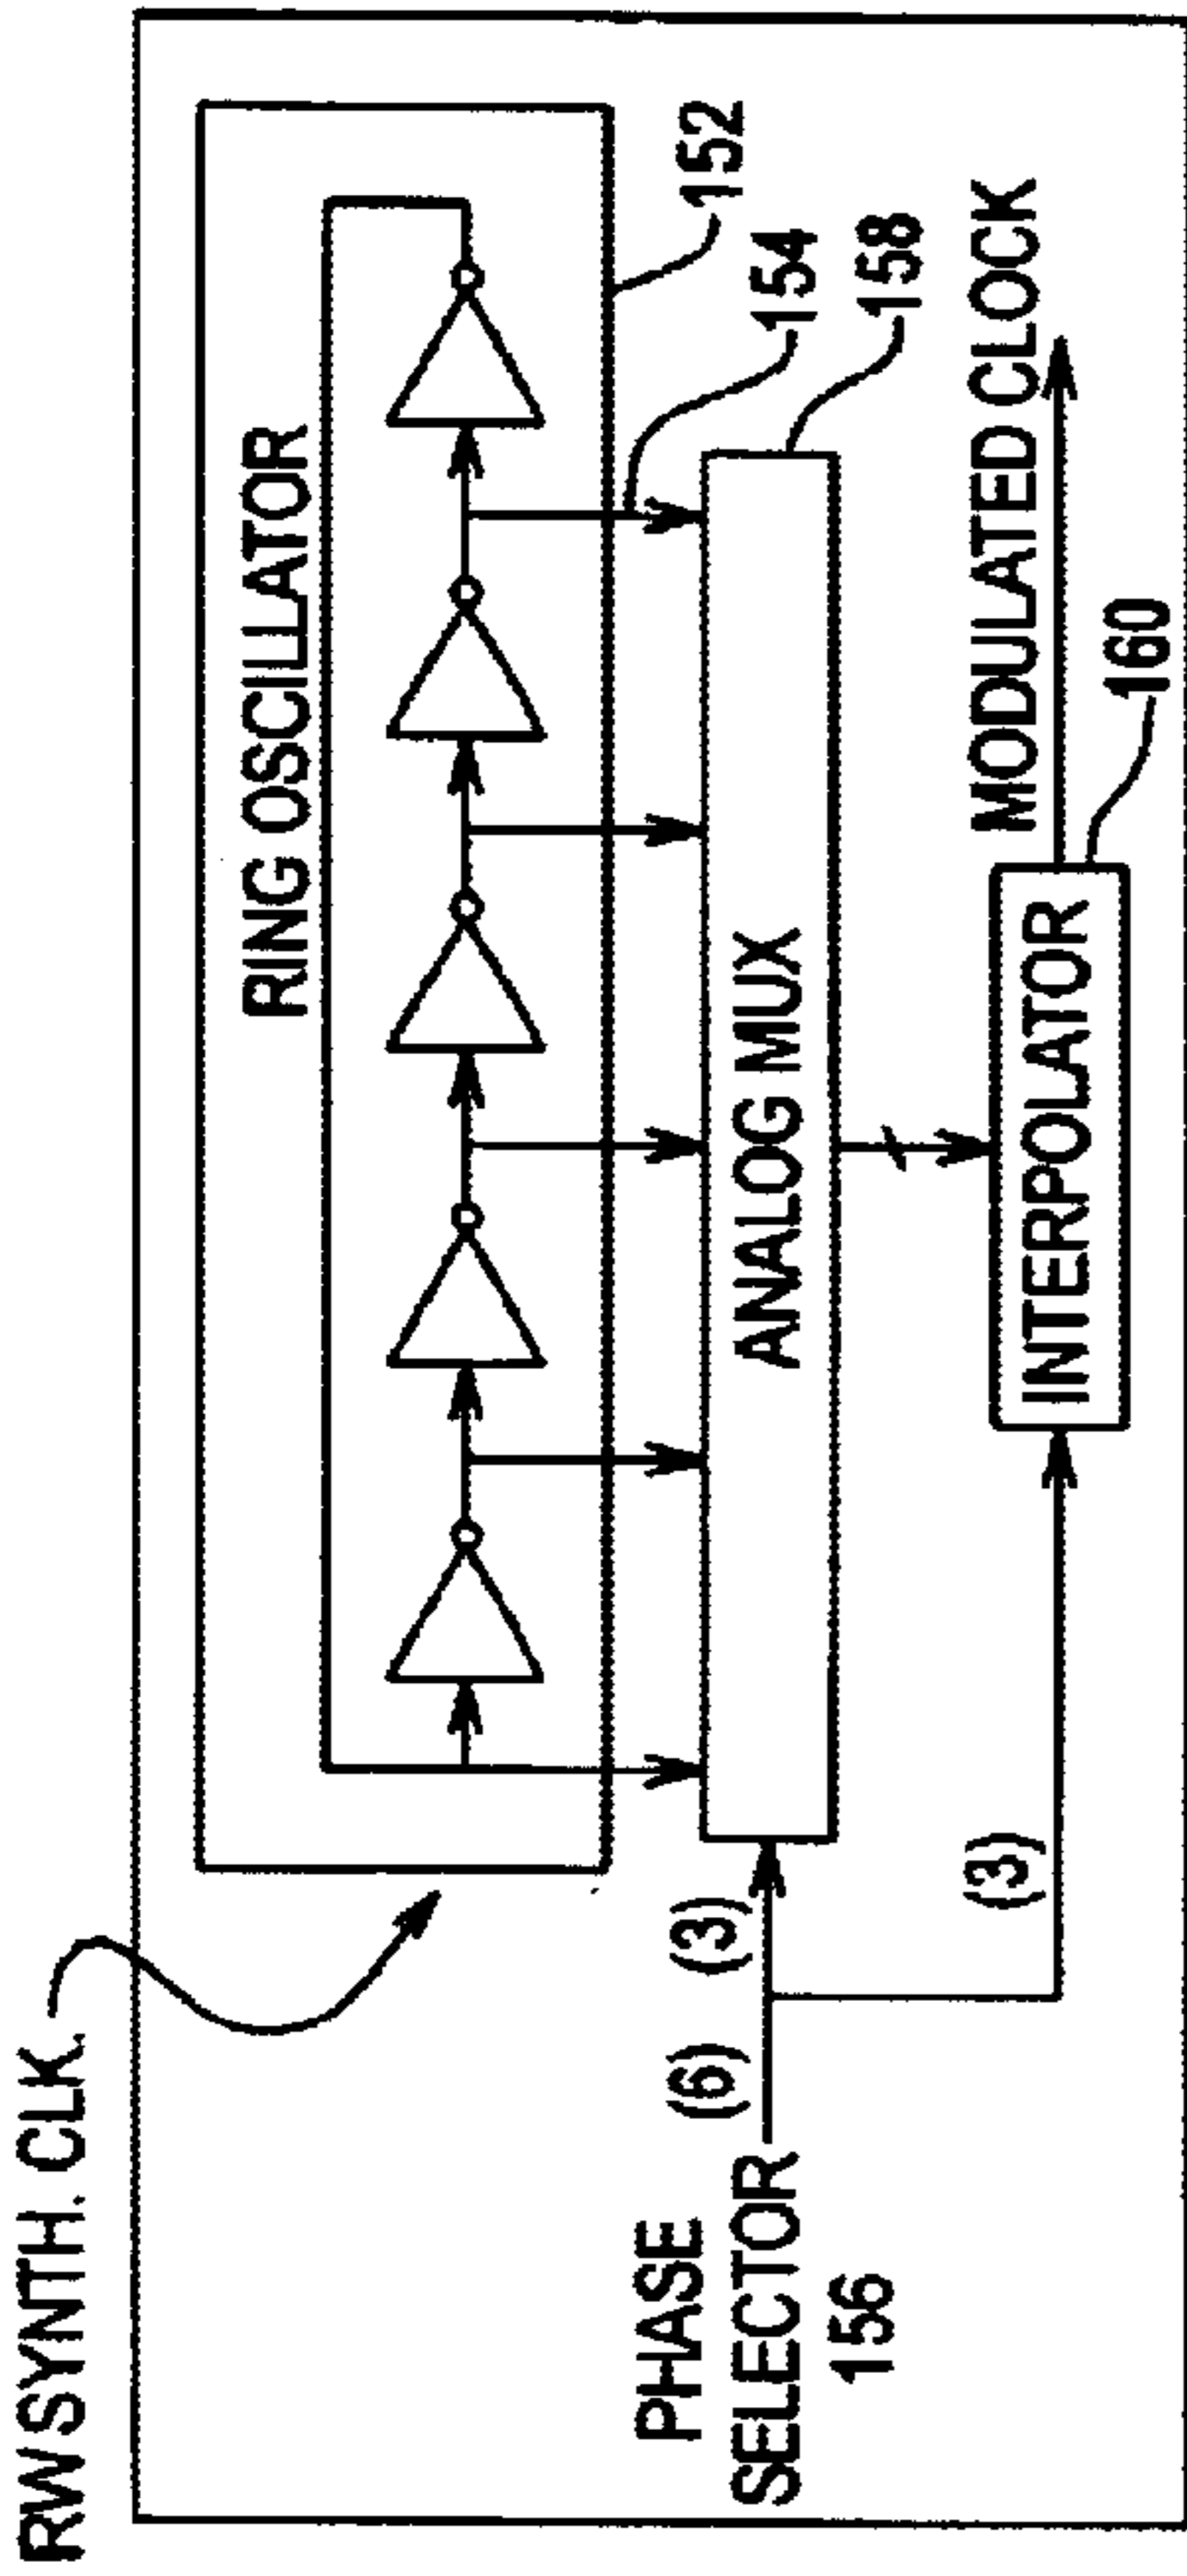 RW SYNTH. CLK.
RING OSCILLATOR
152
154
158
ANALOG MUX
PHASE
SELECTOR
156
(6)
(3)
(3)
INTERPOLATOR
MODULATED CLOCK
160